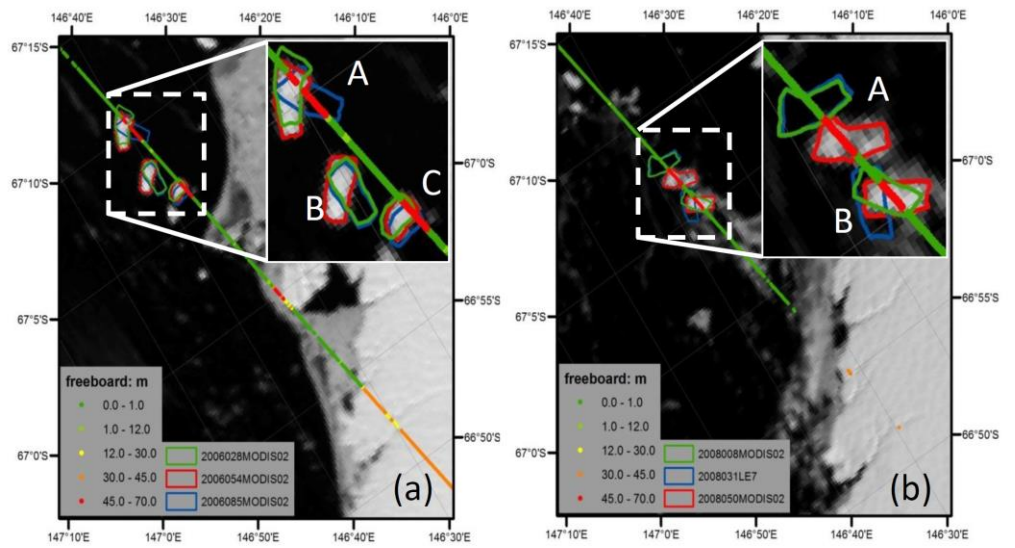 146°40'E 146°30'E 146°20'E 146°10'E
67°15'S
A
B
C
67°0'S
67°10'S
66°55'S
67°5'S
66°50'S
67°0'S
freeboard: m
0.0 - 1.0
1.0 - 12.0
12.0 - 30.0
30.0 - 45.0
45.0 - 70.0
2006028MODIS02
2006054MODIS02
2006085MODIS02
(a)
147°10'E 147°0'E 146°50'E 146°40'E 146°30'E
146°40'E 146°30'E 146°20'E 146°10'E
67°15'S
A
B
67°0'S
67°10'S
66°55'S
67°5'S
66°50'S
67°0'S
freeboard: m
0.0 - 1.0
1.0 - 12.0
12.0 - 30.0
30.0 - 45.0
45.0 - 70.0
2008008MODIS02
2008031LE7
2008050MODIS02
(b)
147°10'E 147°0'E 146°50'E 146°40'E 146°30'E